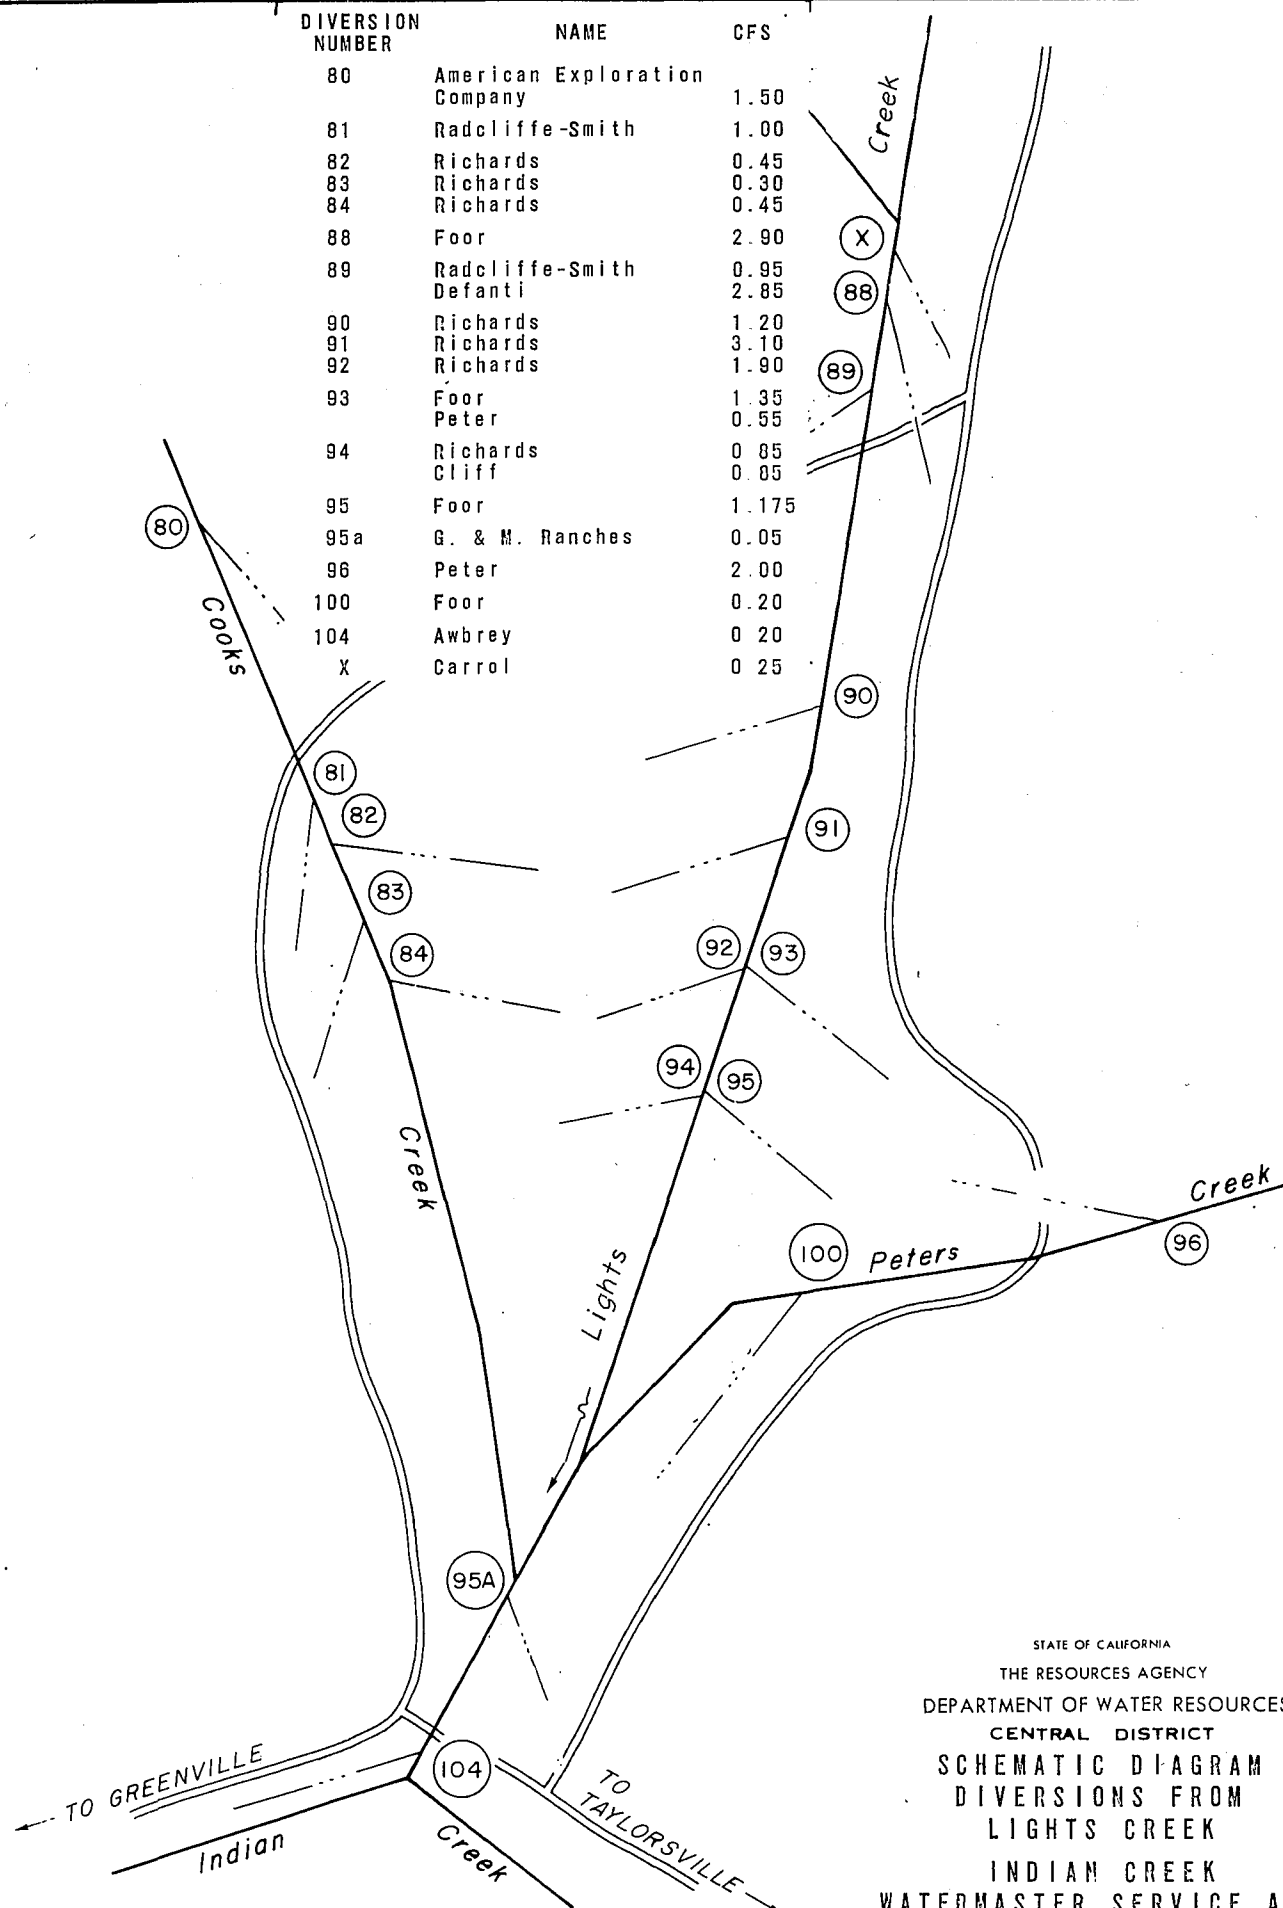 DIVERSION NUMBER NAME CFS
80 American Exploration
Company 1.50
81 Radcliffe-Smith 1.00
82 Richards 0.45
83 Richards 0.30
84 Richards 0.45
88 Foor 2.90
89 Radcliffe-Smith 0.95
Defanti 2.85
90 Richards 1.20
91 Richards 3.10
92 Richards 1.90
93 Foor 1.35
Peter 0.55
94 Richards 0.85
Cliff 0.85
95 Foor 1.175
95a G. & M. Ranches 0.05
96 Peter 2.00
100 Foor 0.20
104 Awbrey 0 20
X Carrol 0 25
Creek
X
88
89
80
Cooks
90
81
82
91
83
84
92
93
94
95
Creek
Creek
96
100
Peters
Lights
95A
104
TO GREENVILLE
TO
TAYLORSVILLE
Indian
Creek
STATE OF CALIFORNIA
THE RESOURCES AGENCY
DEPARTMENT OF WATER RESOURCES
CENTRAL DISTRICT
SCHEMATIC DIAGRAM
DIVERSIONS FROM
LIGHTS CREEK
INDIAN CREEK
WATERMASTER SERVICE A